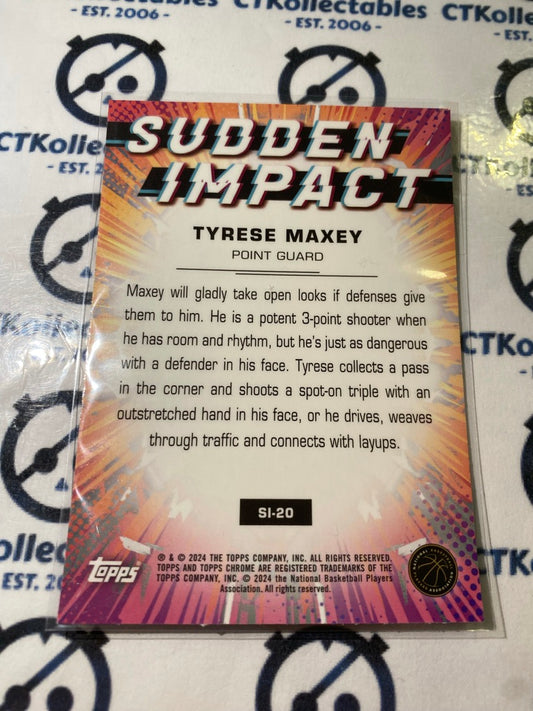 CTKollectables
- EST. 2006 -
CTKollectables
- EST. 2006 -
CTKollectables
- EST. 2006 -
SUDDEN
IMPACT
TYRESE MAXEY
POINT GUARD
Maxey will gladly take open looks if defenses give
them to him. He is a potent 3-point shooter when
he has room and rhythm, but he's just as dangerous
with a defender in his face. Tyrese collects a pass
in the corner and shoots a spot-on triple with an
outstretched hand in his face, or he drives, weaves
through traffic and connects with layups.
SI-20
® & © 2024 THE TOPPS COMPANY, INC. ALL RIGHTS RESERVED.
TOPPS AND TOPPS CHROME ARE REGISTERED TRADEMARKS OF THE
TOPPS COMPANY, INC. © 2024 the National Basketball Players
Association. All rights reserved.
topps
EST. 2006 -